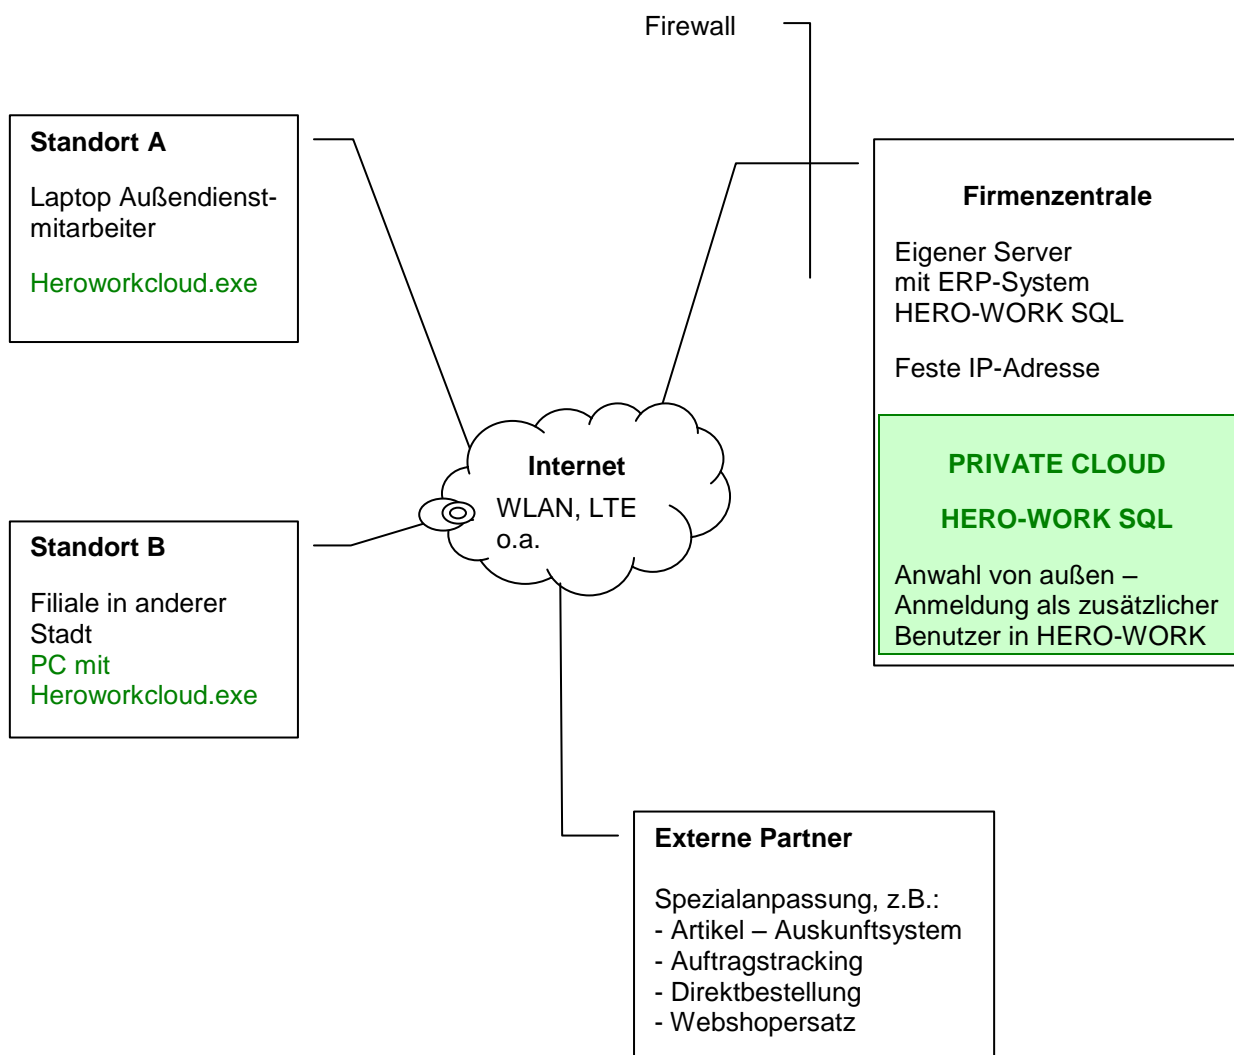 Firewall
Standort A
Laptop Außendienst-
mitarbeiter
Heroworkcloud.exe
Firmenzentrale
Eigener Server
mit ERP-System
HERO-WORK SQL
Feste IP-Adresse
PRIVATE CLOUD
HERO-WORK SQL
Anwahl von außen –
Anmeldung als zusätzlicher
Benutzer in HERO-WORK
Internet
WLAN, LTE
o.a.
Standort B
Filiale in anderer
Stadt
PC mit
Heroworkcloud.exe
Externe Partner
Spezialanpassung, z.B.:
- Artikel – Auskunftsystem
- Auftragstracking
- Direktbestellung
- Webshopersatz